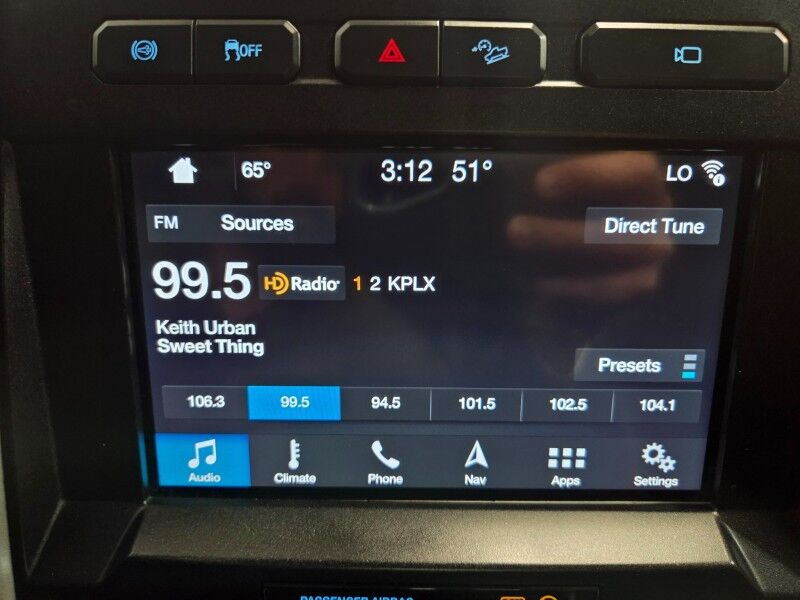 OFF
65° 3:12 51° LO
FM Sources Direct Tune
99.5 HD Radio 1 2 KPLX
Keith Urban
Sweet Thing
Presets
106.3 99.5 94.5 101.5 102.5 104.1
Audio Climate Phone Nav Apps Settings
PASSENGER AIRBAG